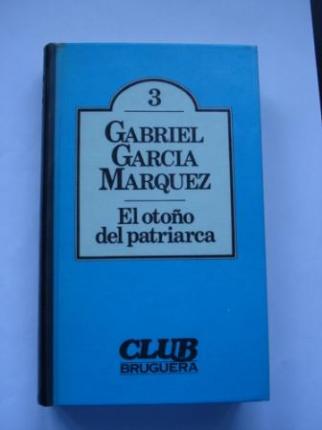 3
GABRIEL
GARCIA
MARQUEZ
El otoño
del patriarca
CLUB
BRUGUERA